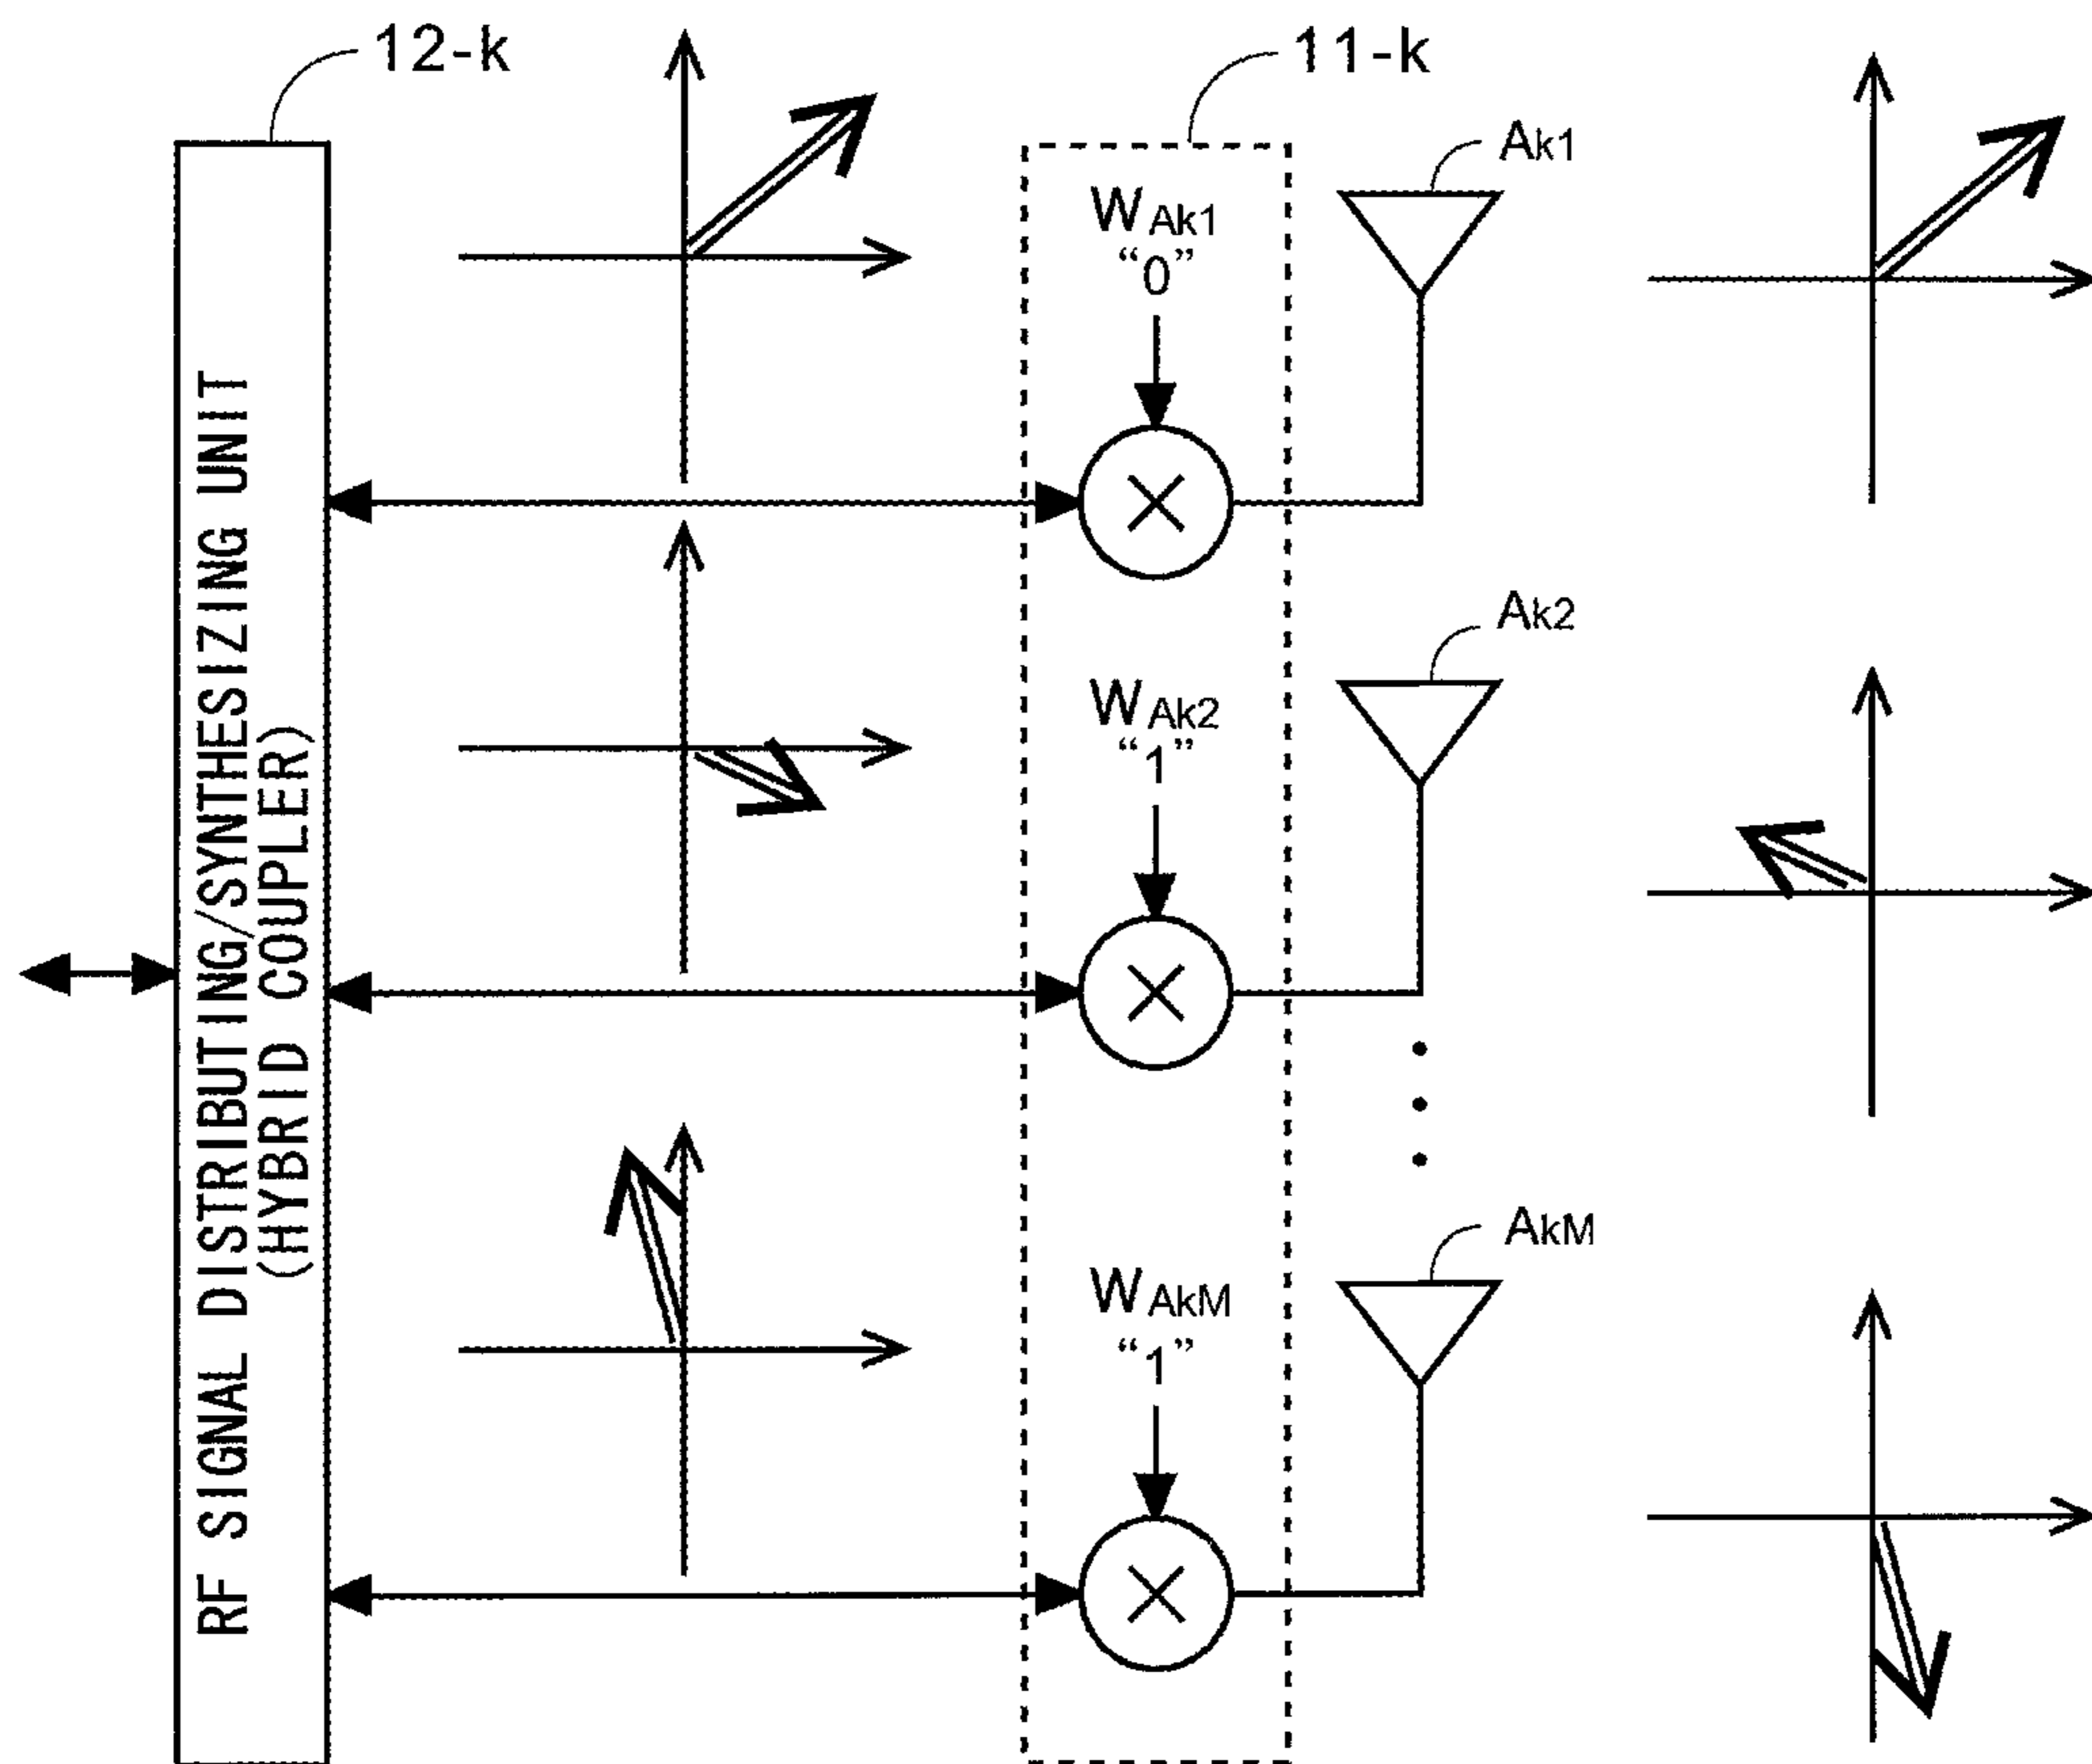 12-k
11-k
RF SIGNAL DISTRIBUTING/SYNTHESIZING UNIT
(HYBRID COUPLER)
WAk1
“0”
Ak1
WAk2
“1”
Ak2
WAkM
“1”
AkM